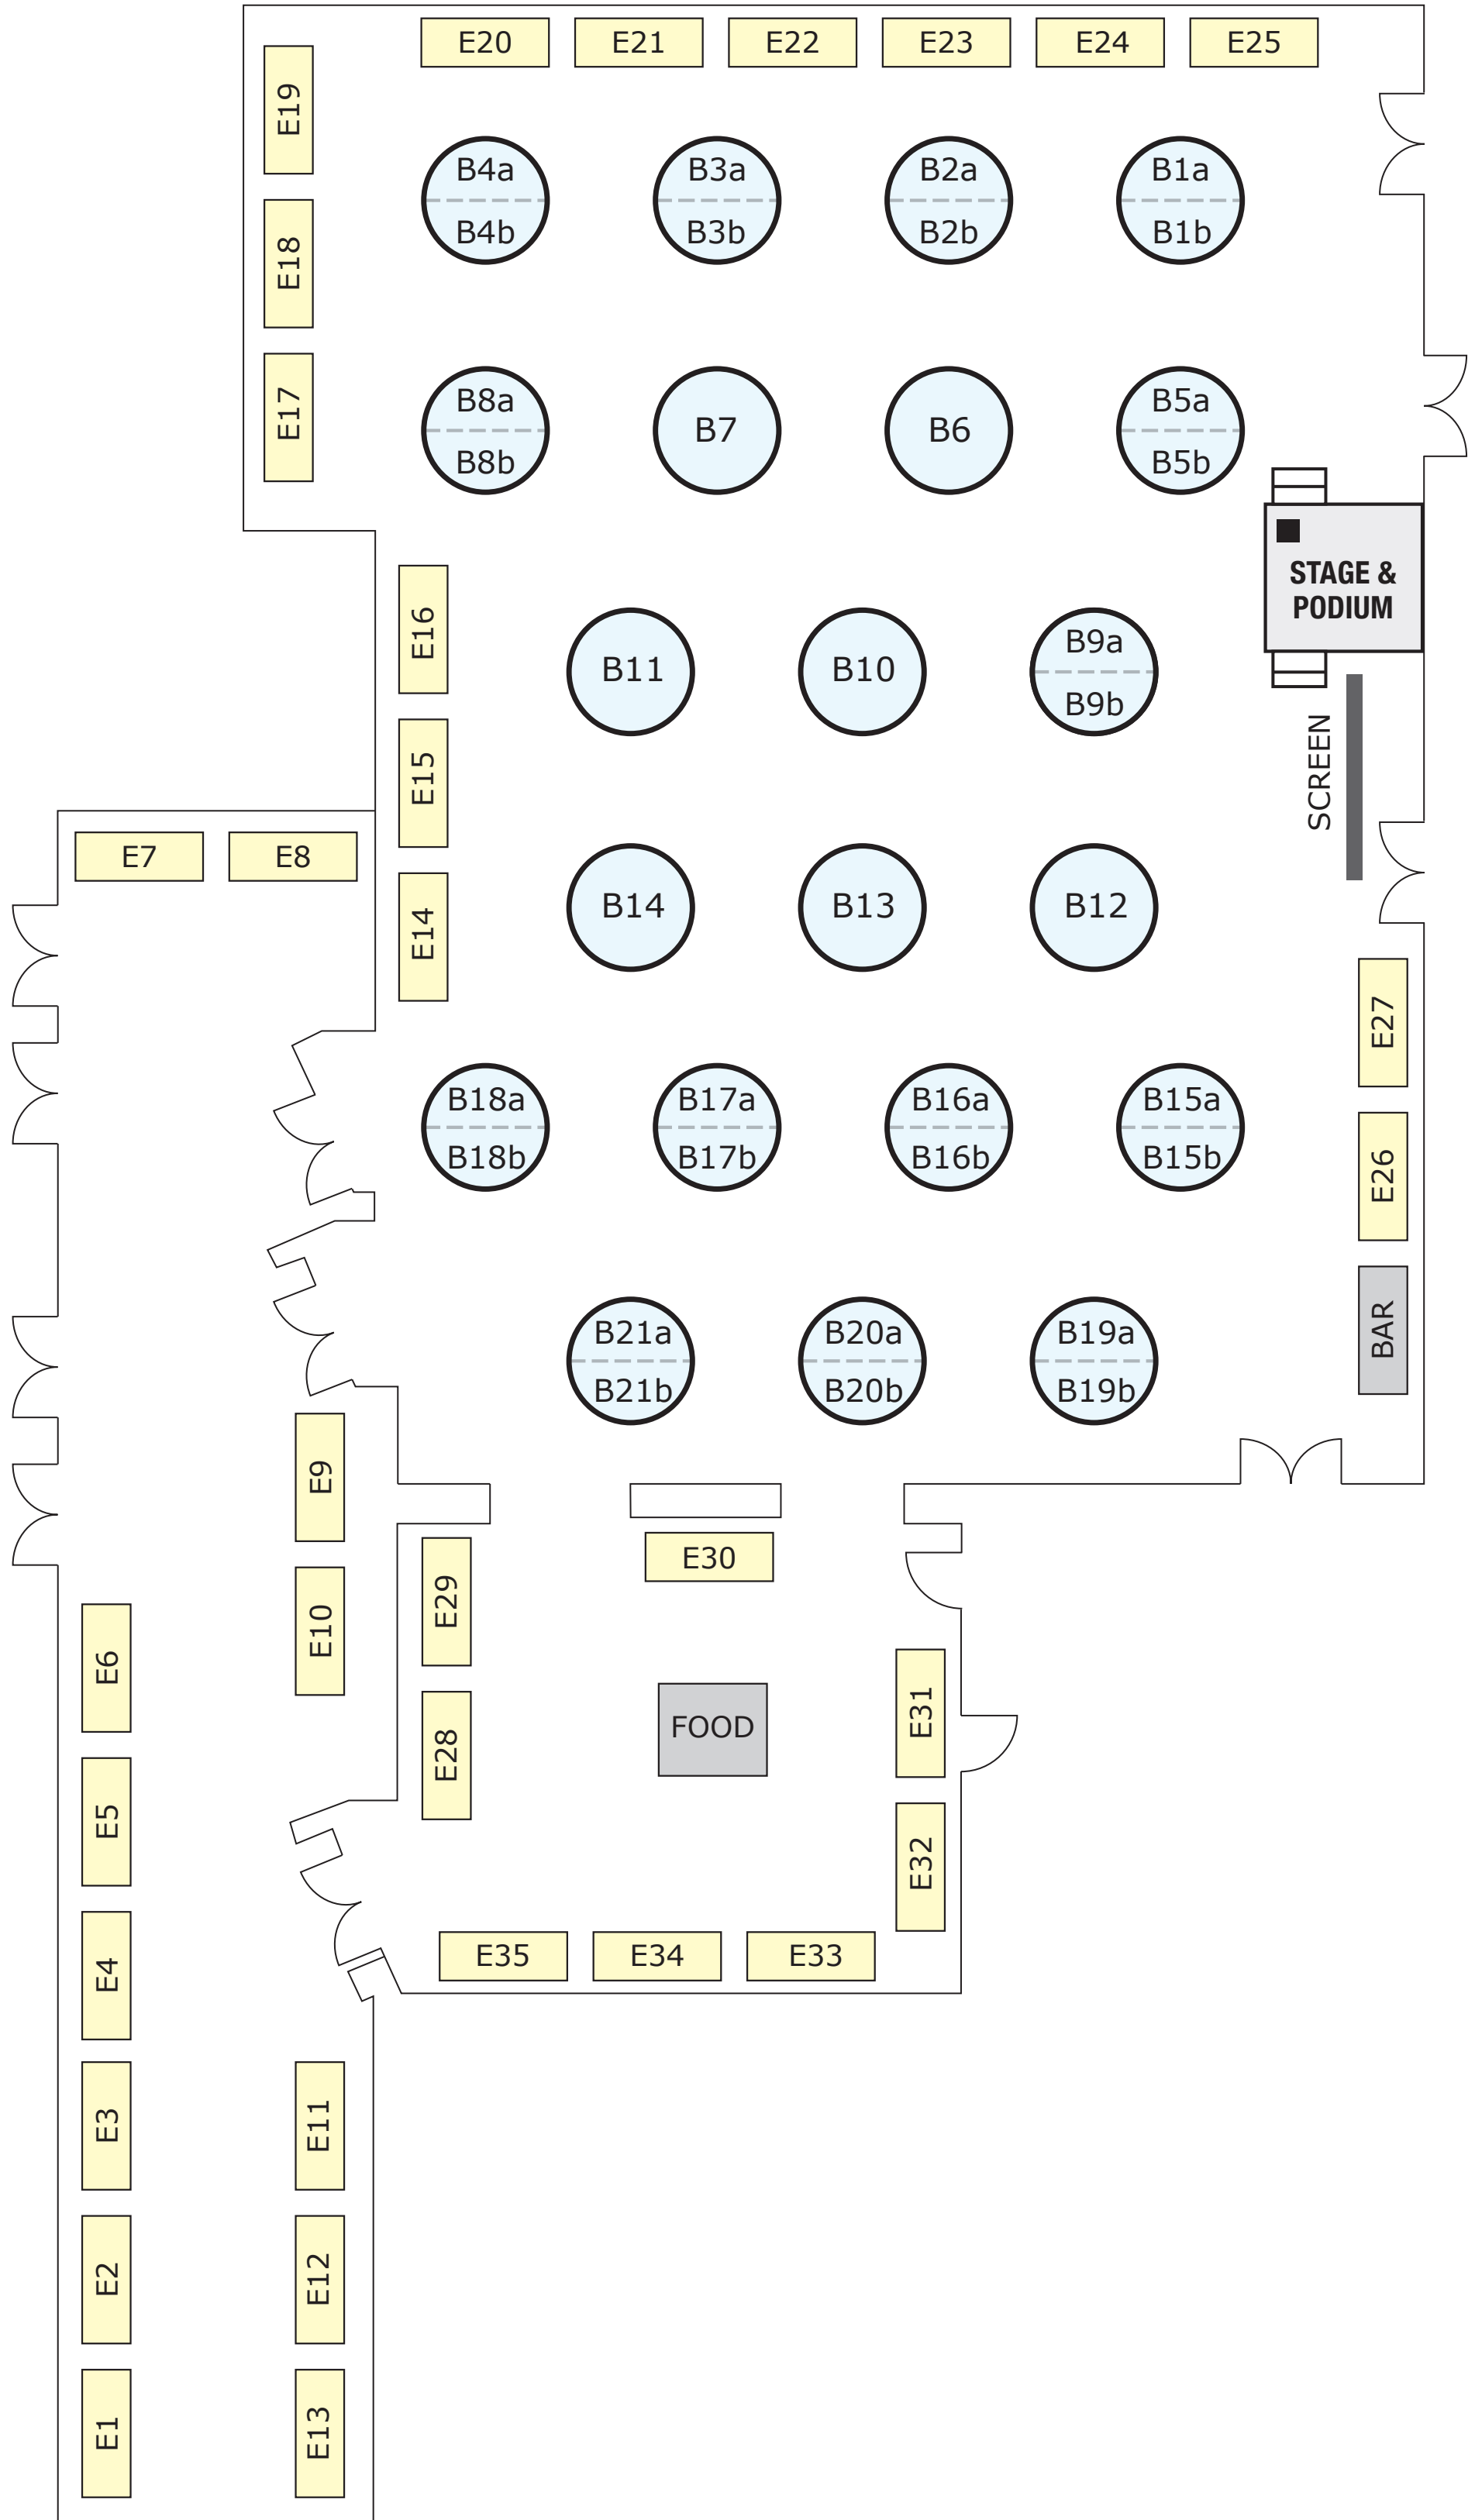 E20 E21 E22 E23 E24 E25
E19
B4a B3a B2a B1a
B4b B3b B2b B1b
E18
E17
B8a B7 B6 B5a
B8b B5b
STAGE &
PODIUM
E16
B11 B10 B9a
B9b
SCREEN
E15
E7 E8
E14
B14 B13 B12
E27
B18a B17a B16a B15a
B18b B17b B16b B15b
E26
BAR
B21a B20a B19a
B21b B20b B19b
E9
E30
E29
E10
E6
E31
FOOD
E28
E5
E32
E35 E34 E33
E4
E3
E11
E2
E12
E1
E13